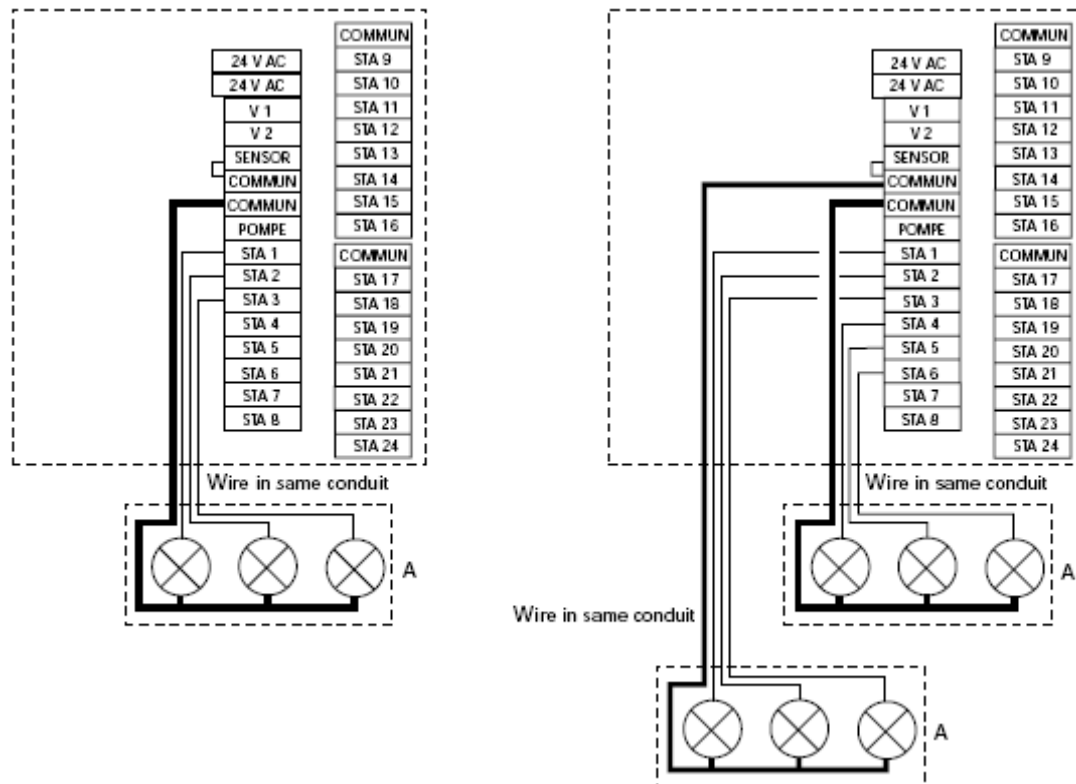 COMMUN
STA 9
STA 10
STA 11
STA 12
STA 13
STA 14
STA 15
STA 16
COMMUN
STA 17
STA 18
STA 19
STA 20
STA 21
STA 22
STA 23
STA 24
24 V AC
24 V AC
V 1
V 2
SENSOR
COMMUN
COMMUN
POMPE
STA 1
STA 2
STA 3
STA 4
STA 5
STA 6
STA 7
STA 8
Wire in same conduit
A
COMMUN
STA 9
STA 10
STA 11
STA 12
STA 13
STA 14
STA 15
STA 16
COMMUN
STA 17
STA 18
STA 19
STA 20
STA 21
STA 22
STA 23
STA 24
24 V AC
24 V AC
V 1
V 2
SENSOR
COMMUN
COMMUN
POMPE
STA 1
STA 2
STA 3
STA 4
STA 5
STA 6
STA 7
STA 8
Wire in same conduit
A
Wire in same conduit
A